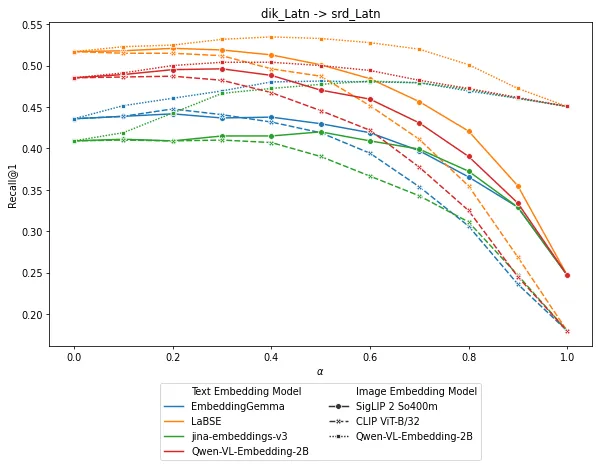 dik_Latn -> srd_Latn
0.55
0.50
0.45
0.40
0.35
0.30
0.25
0.20
Recall@1
0.0 0.2 0.4 0.6 0.8 1.0
α
Text Embedding Model Image Embedding Model
EmbeddingGemma SigLIP 2 So400m
LaBSE CLIP ViT-B/32
jina-embeddings-v3 Qwen-VL-Embedding-2B
Qwen-VL-Embedding-2B